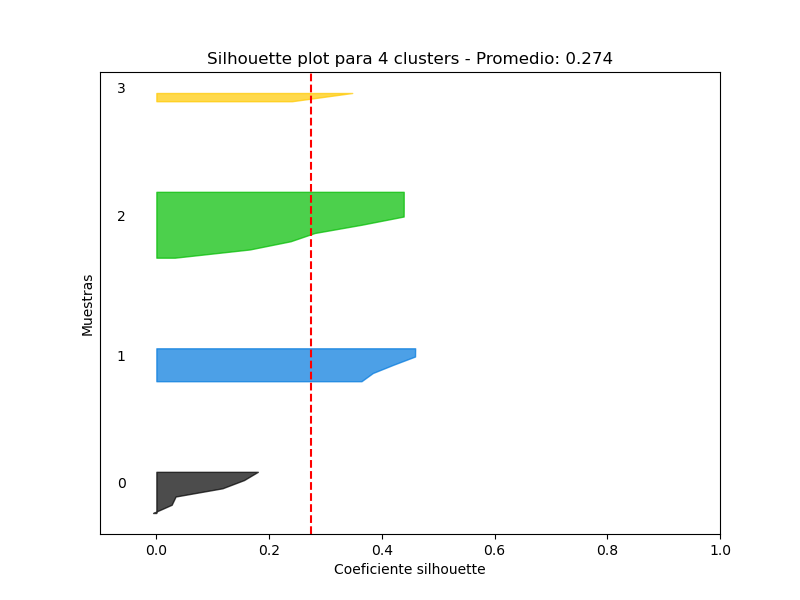 Silhouette plot para 4 clusters - Promedio: 0.274
3
2
1
0
Muestras
0.0 0.2 0.4 0.6 0.8 1.0
Coeficiente silhouette